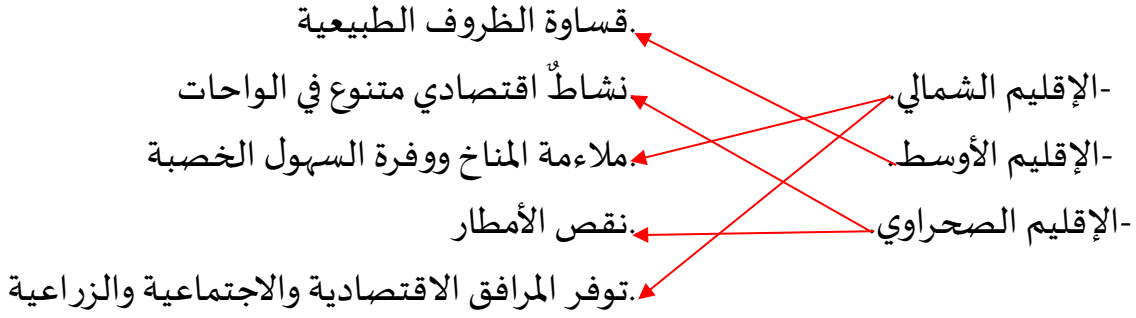 .قساوة الظروف الطبيعية
-الإقليم الشمالي. .نشاطٌ اقتصادي متنوع في الواحات
-الإقليم الأوسط. .ملاءمة المناخ ووفرة السهول الخصبة
-الإقليم الصحراوي. .نقص الأمطار
.توفر المرافق الاقتصادية والاجتماعية والزراعية